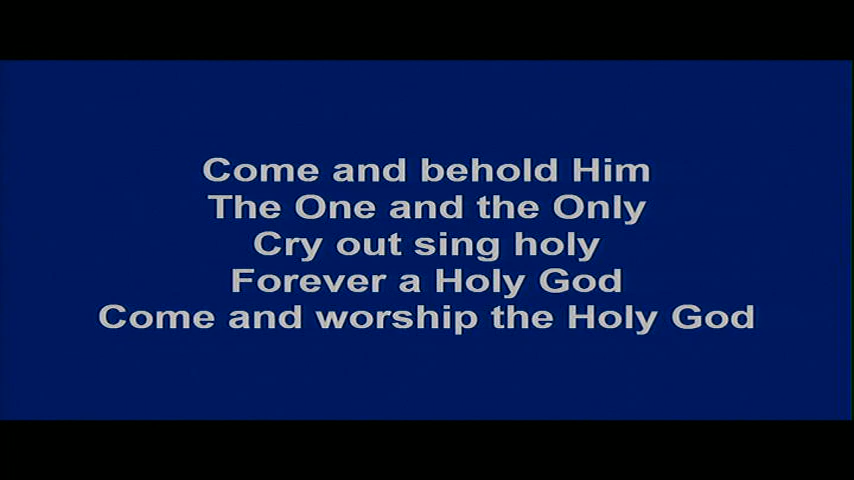 Come and behold Him
The One and the Only
Cry out sing holy
Forever a Holy God
Come and worship the Holy God